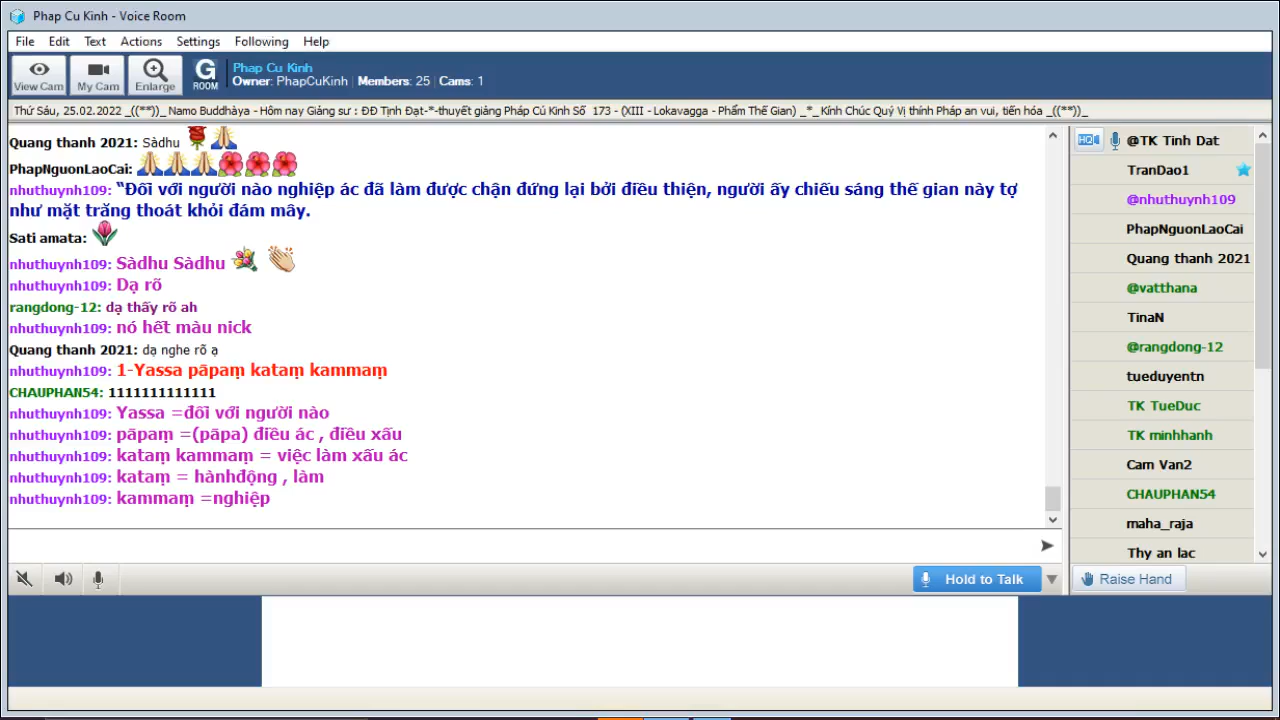 Phap Cu Kinh - Voice Room
File Edit Text Actions Settings Following Help
View Cam
My Cam
Enlarge
G ROOM
Phap Cu Kinh
Owner: PhapCuKinh | Members: 25 | Cams: 1
Thứ Sáu, 25.02.2022 _((**))_ Namo Buddhàya - Hôm nay Giảng sư : ĐĐ Tịnh Đạt-*-thuyết giảng Pháp Cú Kinh Số 173 - (XIII - Lokavagga - Phẩm Thế Gian) _*_ Kính Chúc Quý Vị thính Pháp an vui, tiến hóa _((**))_
Quang thanh 2021: Sàdhu
PhapNguonLaoCai:
nhuthuynh109: “Đối với người nào nghiệp ác đã làm được chận đứng lại bởi điều thiện, người ấy chiếu sáng thế gian này tợ
như mặt trăng thoát khỏi đám mây.
Sati amata:
nhuthuynh109: Sàdhu Sàdhu
nhuthuynh109: Dạ rõ
rangdong-12: dạ thấy rõ ah
nhuthuynh109: nó hết màu nick
Quang thanh 2021: dạ nghe rõ ạ
nhuthuynh109: 1-Yassa pāpaṃ kataṃ kammaṃ
CHAUPHAN54: 1111111111111
nhuthuynh109: Yassa =đối với người nào
nhuthuynh109: pāpaṃ =(pāpa) điều ác , điều xấu
nhuthuynh109: kataṃ kammaṃ = việc làm xấu ác
nhuthuynh109: kataṃ = hànhđộng , làm
nhuthuynh109: kammaṃ =nghiệp
HQ
@TK Tinh Dat
TranDao1
@nhuthuynh109
PhapNguonLaoCai
Quang thanh 2021
@vatthana
TinaN
@rangdong-12
tueduyentn
TK TueDuc
TK minhhanh
Cam Van2
CHAUPHAN54
maha_raja
Thy an lac
Hold to Talk
Raise Hand